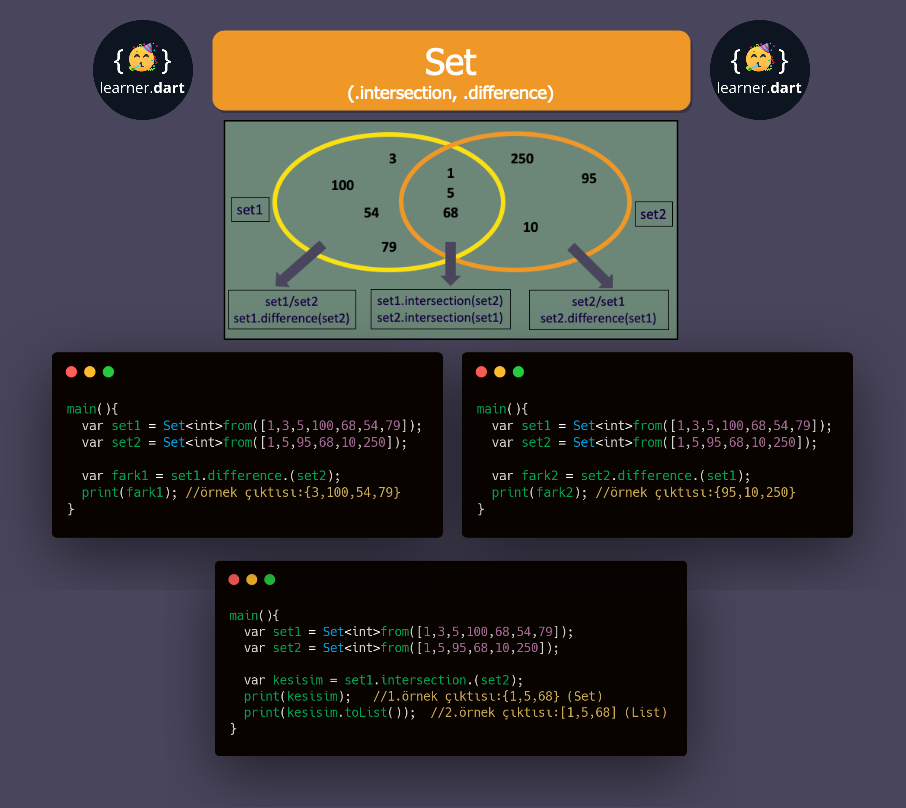 { }
learner.dart
Set
(.intersection, .difference)
{ }
learner.dart
3
100
54
79
1
5
68
250
95
10
set1
set2
set1/set2
set1.difference(set2)
set1.intersection(set2)
set2.intersection(set1)
set2/set1
set2.difference(set1)
main(){
  var set1 = Set<int>from([1,3,5,100,68,54,79]);
  var set2 = Set<int>from([1,5,95,68,10,250]);
  var fark1 = set1.difference.(set2);
  print(fark1); //örnek çıktısı:{3,100,54,79}
}
main(){
  var set1 = Set<int>from([1,3,5,100,68,54,79]);
  var set2 = Set<int>from([1,5,95,68,10,250]);
  var fark2 = set2.difference.(set1);
  print(fark2); //örnek çıktısı:{95,10,250}
}
main(){
  var set1 = Set<int>from([1,3,5,100,68,54,79]);
  var set2 = Set<int>from([1,5,95,68,10,250]);
  var kesisim = set1.intersection.(set2);
  print(kesisim);   //1.örnek çıktısı:{1,5,68} (Set)
  print(kesisim.toList());  //2.örnek çıktısı:[1,5,68] (List)
}